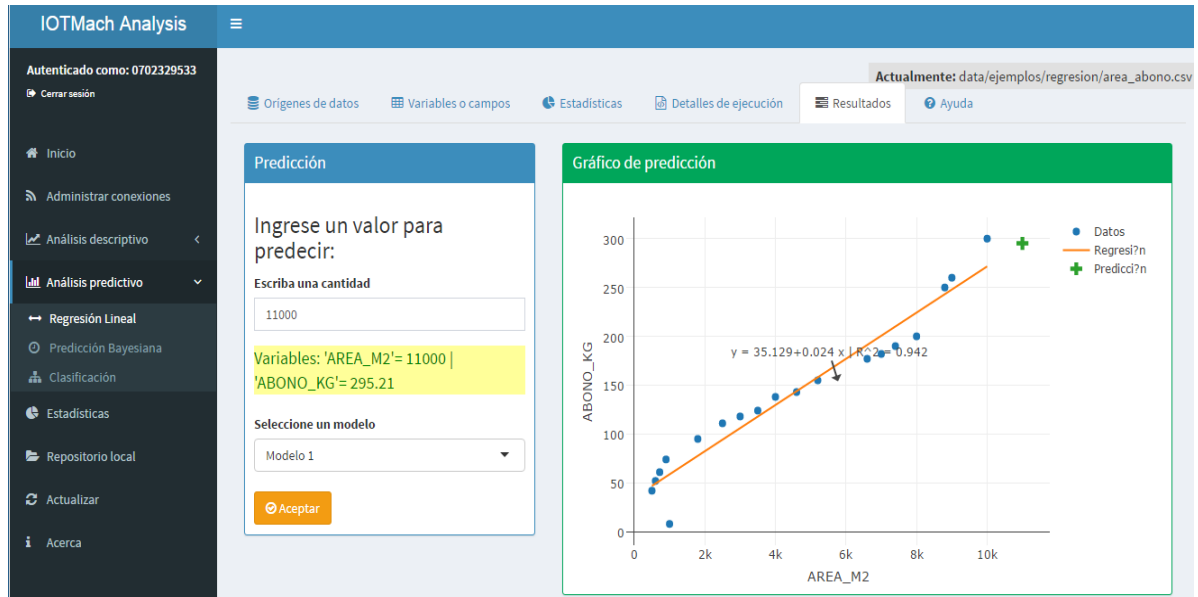 IOTMach Analysis
Autenticado como: 0702329533
Cerrar sesión
Inicio
Administrar conexiones
Análisis descriptivo
Análisis predictivo
Regresión Lineal
Predicción Bayesiana
Clasificación
Estadísticas
Repositorio local
Actualizar
Acerca
Actualmente: data/ejemplos/regresion/area_abono.csv
Orígenes de datos
Variables o campos
Estadísticas
Detalles de ejecución
Resultados
Ayuda
Predicción
Ingrese un valor para
predecir:
Escriba una cantidad
11000
Variables: 'AREA_M2'= 11000 |
'ABONO_KG'= 295.21
Seleccione un modelo
Modelo 1
Aceptar
Gráfico de predicción
300
250
200
150
100
50
0
ABONO_KG
y = 35.129+0.024 x | R^2 = 0.942
0
2k
4k
6k
8k
10k
AREA_M2
Datos
Regresi?n
Predicci?n